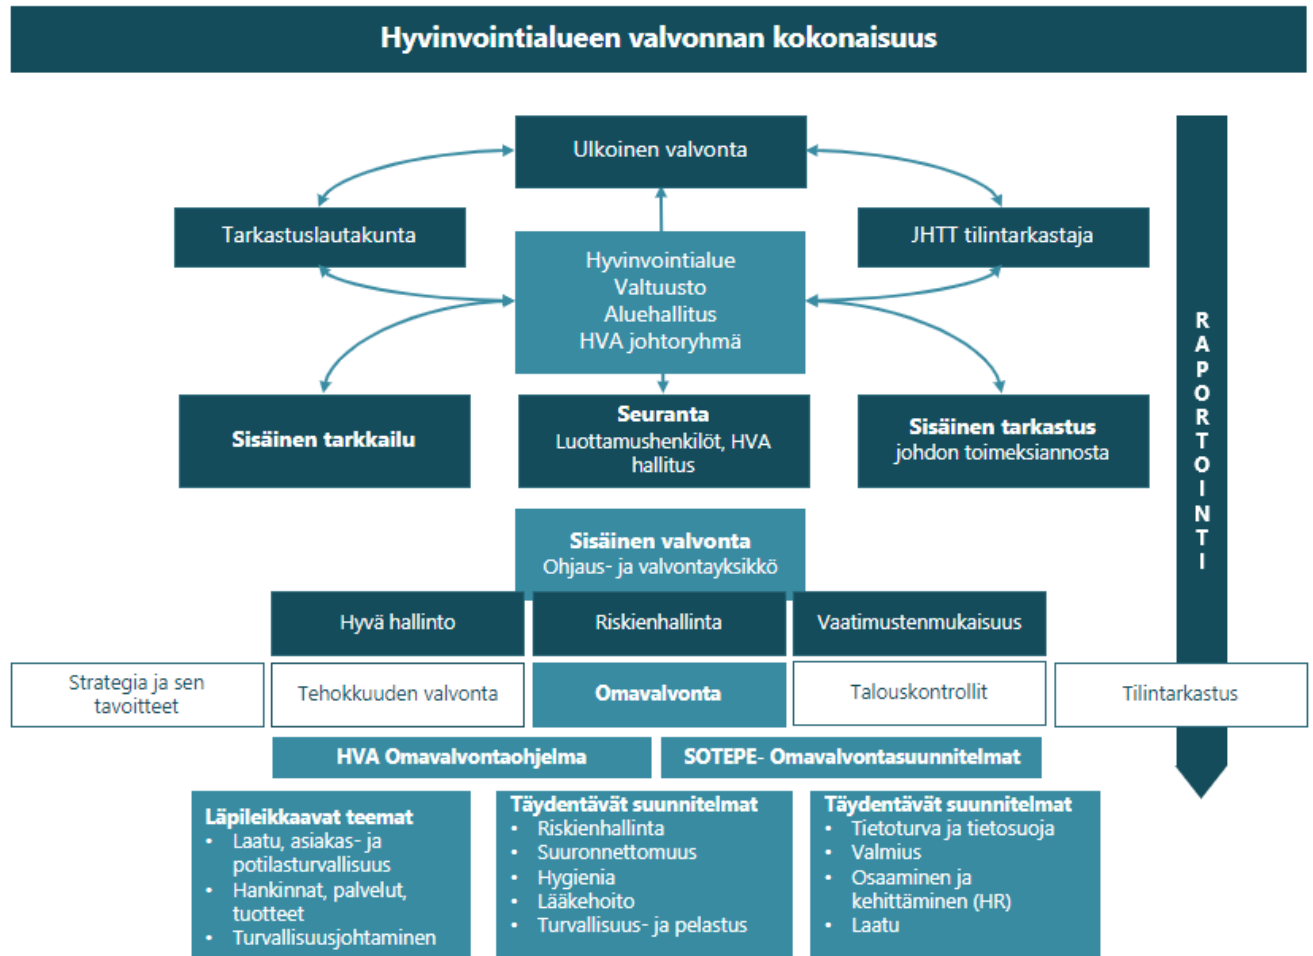 Hyvinvointialueen valvonnan kokonaisuus
Ulkoinen valvonta
Tarkastuslautakunta
JHTT tilintarkastaja
Hyvinvointialue
Valtuusto
Aluehallitus
HVA johtoryhmä
RAPORTOINTI
Sisäinen tarkkailu
Seuranta
Luottamushenkilöt, HVA
hallitus
Sisäinen tarkastus
johdon toimeksiannosta
Sisäinen valvonta
Ohjaus- ja valvontayksikkö
Hyvä hallinto
Riskienhallinta
Vaatimustenmukaisuus
Strategia ja sen
tavoitteet
Tehokkuuden valvonta
Omavalvonta
Talouskontrollit
Tilintarkastus
HVA Omavalvontaohjelma
SOTEPE- Omavalvontasuunnitelmat
Läpileikkaavat teemat
• Laatu, asiakas- ja
potilasturvallisuus
• Hankinnat, palvelut,
tuotteet
• Turvallisuusjohtaminen
Täydentävät suunnitelmat
• Riskienhallinta
• Suuronnettomuus
• Hygienia
• Lääkehoito
• Turvallisuus- ja pelastus
Täydentävät suunnitelmat
• Tietoturva ja tietosuoja
• Valmius
• Osaaminen ja
kehittäminen (HR)
• Laatu